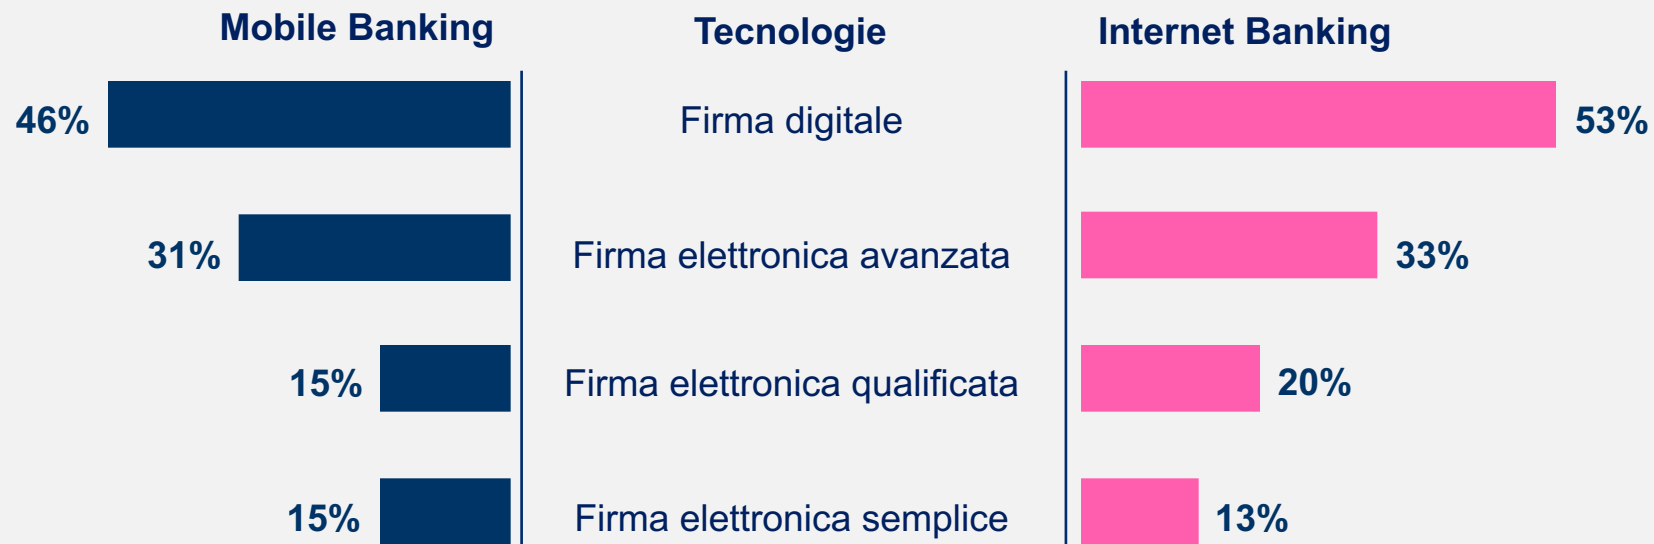 Mobile Banking Tecnologie Internet Banking
46% Firma digitale 53%
31% Firma elettronica avanzata 33%
15% Firma elettronica qualificata 20%
15% Firma elettronica semplice 13%